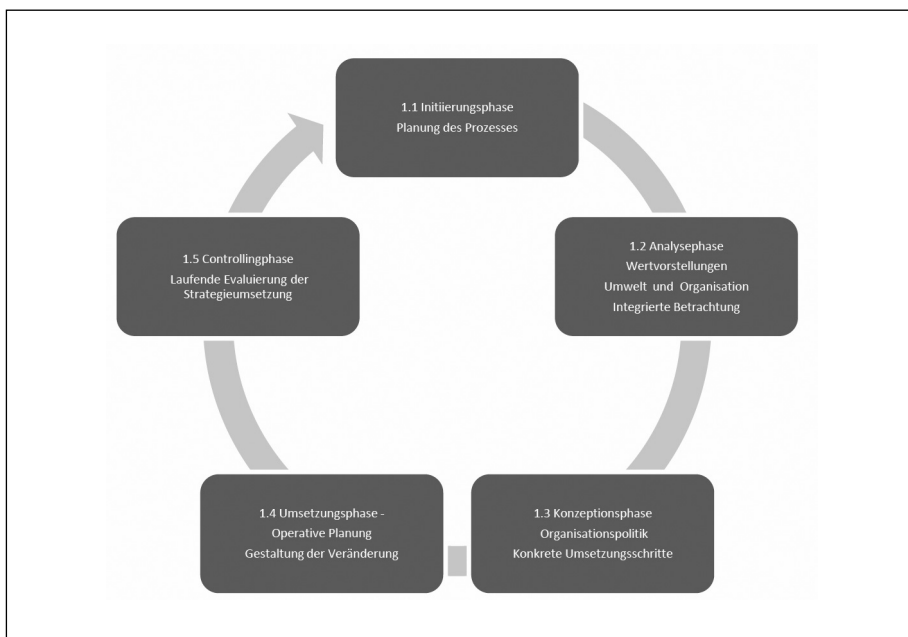 1.1 Initiierungsphase
Planung des Prozesses
1.2 Analysephase
Wertvorstellungen
Umwelt und Organisation
Integrierte Betrachtung
1.3 Konzeptionsphase
Organisationspolitik
Konkrete Umsetzungsschritte
1.4 Umsetzungsphase -
Operative Planung
Gestaltung der Veränderung
1.5 Controllingphase
Laufende Evaluierung der
Strategieumsetzung